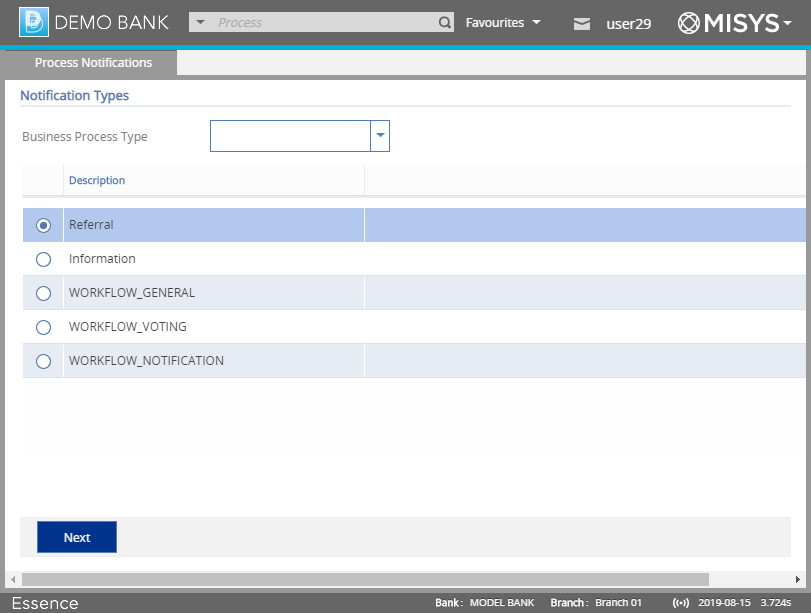 DEMO BANK Process Favourites user29 MISYS
Process Notifications
Notification Types
Business Process Type
Description
Referral
Information
WORKFLOW_GENERAL
WORKFLOW_VOTING
WORKFLOW_NOTIFICATION
Next
Essence Bank : MODEL BANK Branch : Branch 01 2019-08-15 3.724s